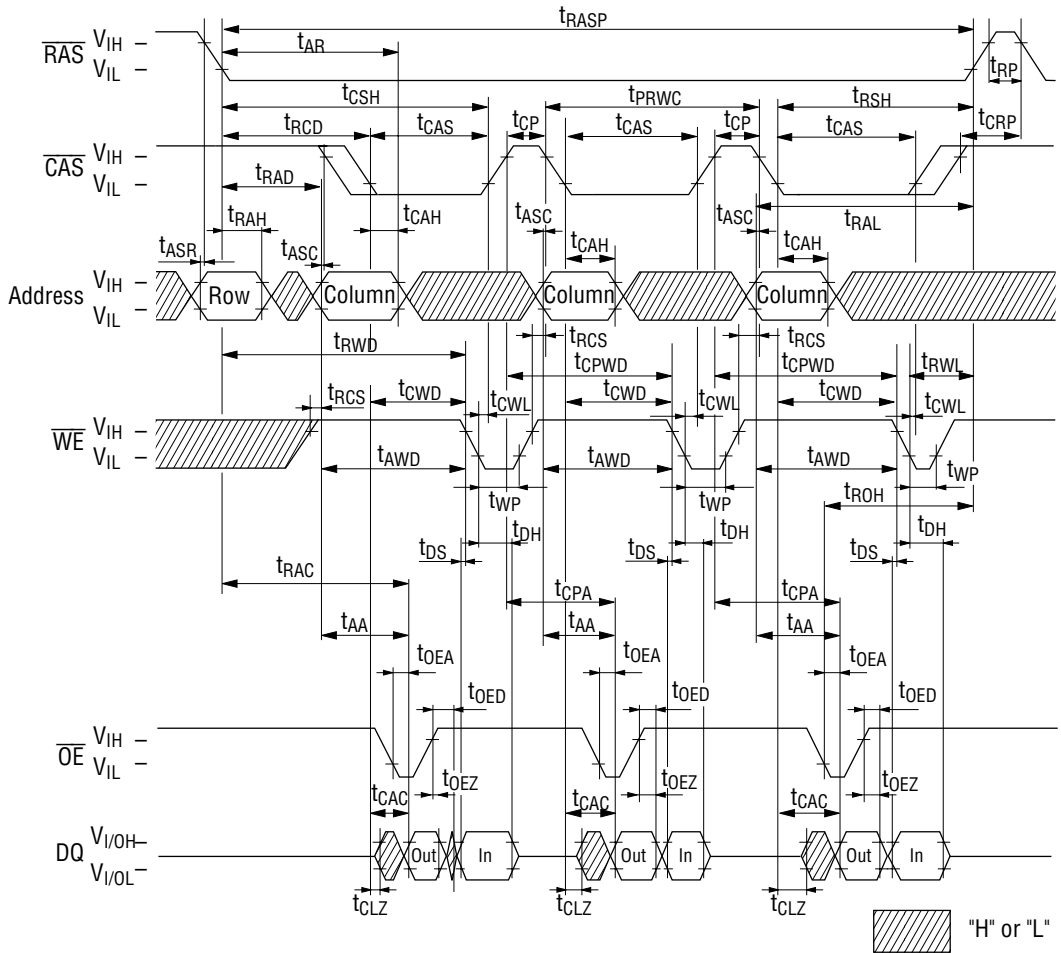 tRASP
RAS VIH –
VIL –
tAR
tRP
tCSH
tPRWC
tRSH
tRCD
tCAS
tCP
tCAS
tCP
tCAS
tCRP
CAS VIH –
VIL –
tRAD
tRAH
tCAH
tASC
tASC
tRAL
tASR
tASC
tCAH
tCAH
Address VIH –
VIL –
Row
Column
Column
Column
tRCS
tRCS
tRWD
tCPWD
tCPWD
tRWL
tRCS
tCWD
tCWL
tCWD
tCWL
tCWD
tCWL
WE VIH –
VIL –
tAWD
tAWD
tAWD
tWP
tWP
tWP
tROH
tDH
tDH
tDH
tDS
tDS
tDS
tRAC
tCPA
tCPA
tAA
tAA
tAA
tOEA
tOEA
tOEA
tOED
tOED
tOED
OE VIH –
VIL –
tOEZ
tOEZ
tOEZ
tCAC
tCAC
tCAC
DQ VI/OH –
VI/OL –
Out
In
Out
In
Out
In
tCLZ
tCLZ
tCLZ
"H" or "L"